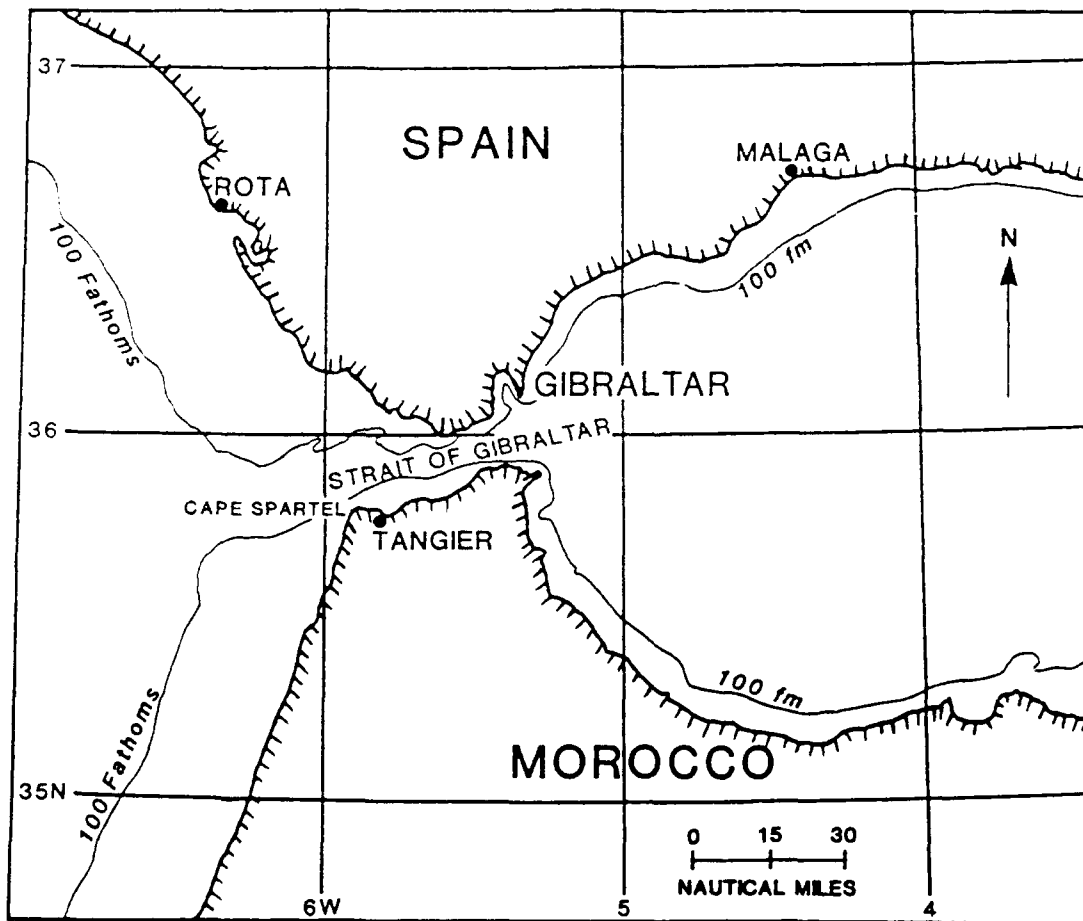 37
SPAIN
MALAGA
ROTA
N
100 Fathoms
100 fm
GIBRALTAR
36
STRAIT OF GIBRALTAR
CAPE SPARTEL
TANGIER
100 fm
100 Fathoms
MOROCCO
35N
0 15 30
NAUTICAL MILES
6W 5 4